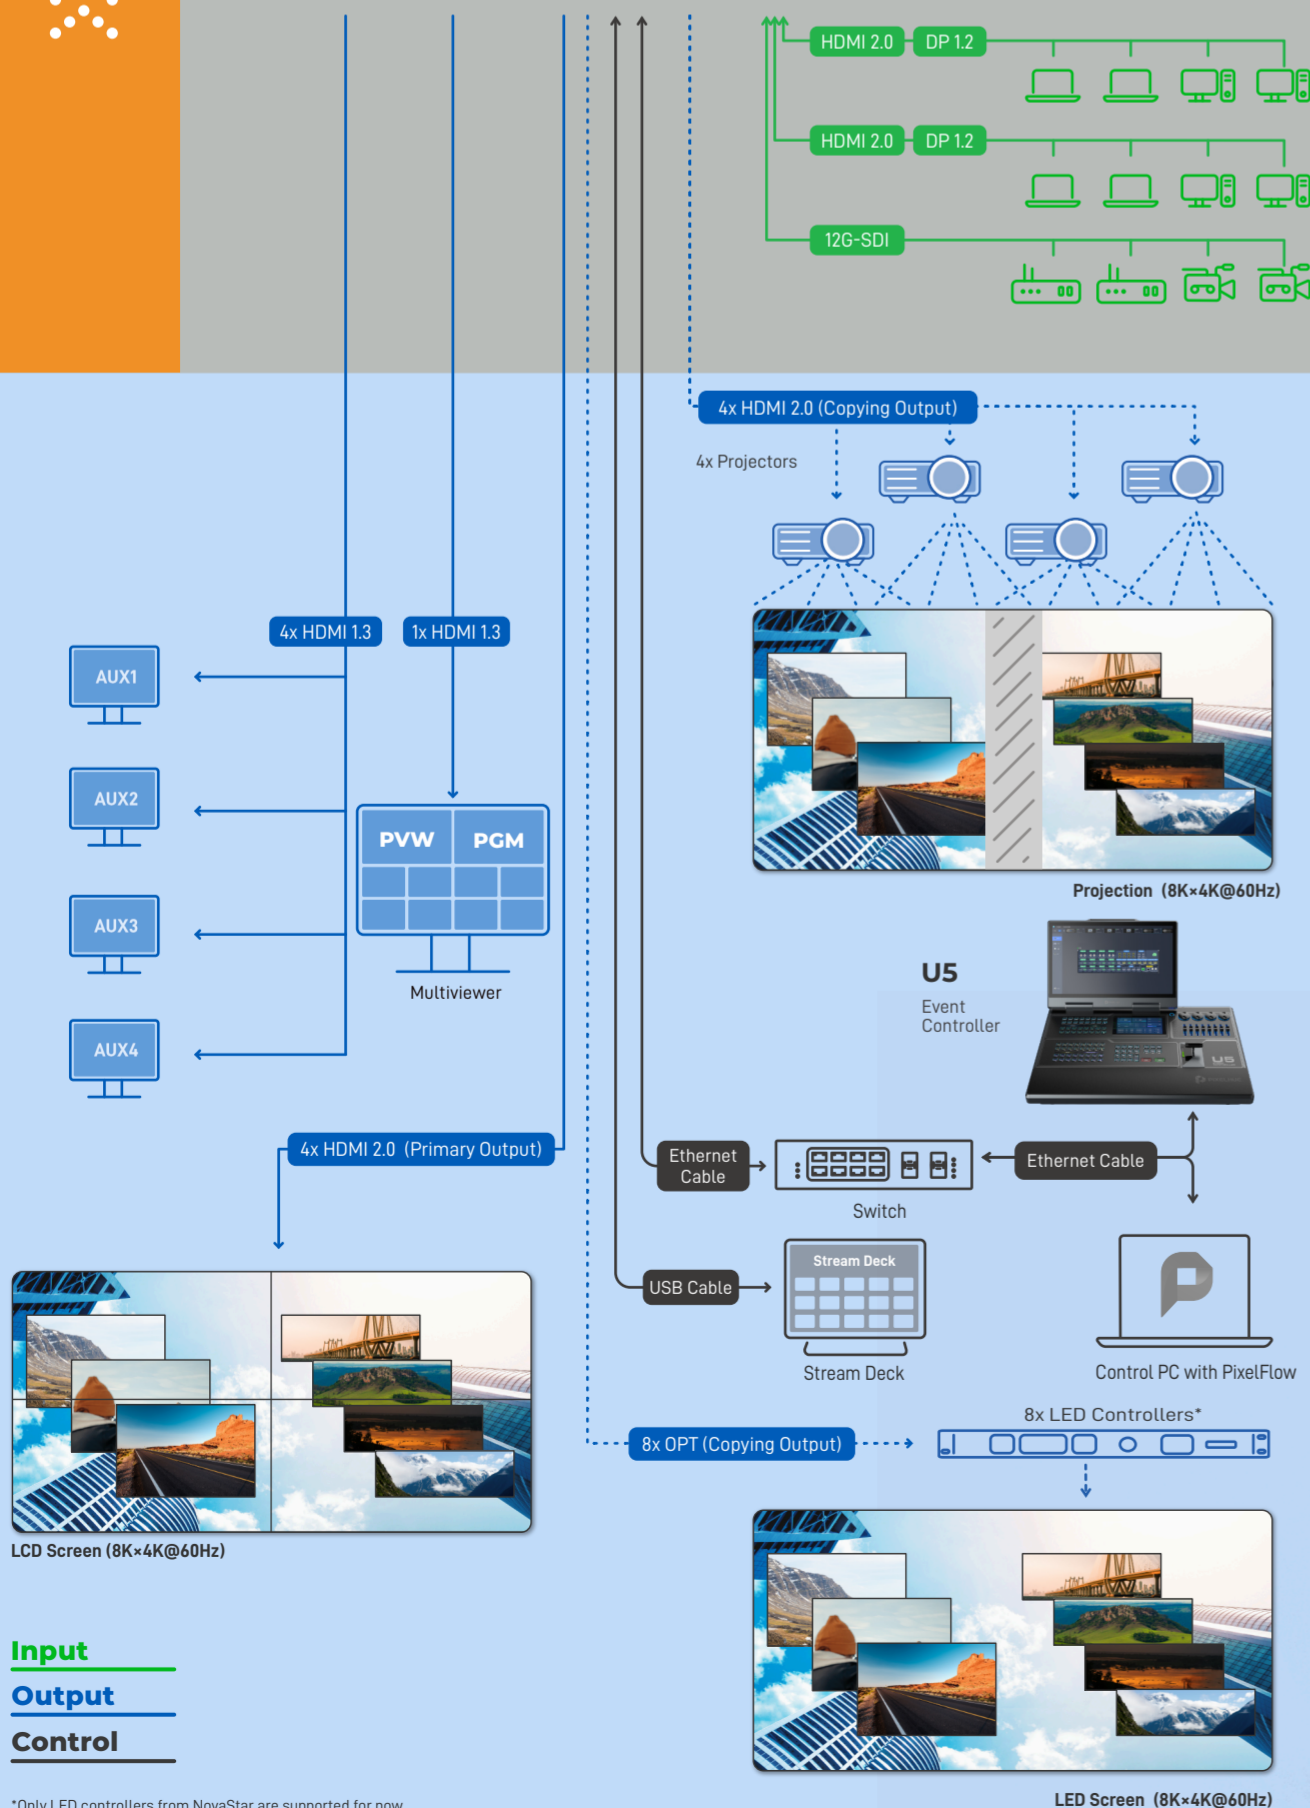 HDMI 2.0 DP 1.2
HDMI 2.0 DP 1.2
12G-SDI
4x HDMI 2.0 (Copying Output)
4x Projectors
4x HDMI 1.3 1x HDMI 1.3
AUX1
AUX2
AUX3
AUX4
PVW PGM
Multiviewer
Projection (8K×4K@60Hz)
U5
Event
Controller
U5
4x HDMI 2.0 (Primary Output)
Ethernet
Cable
Ethernet Cable
Switch
USB Cable
Stream Deck
Stream Deck
Control PC with PixelFlow
8x LED Controllers*
8x OPT (Copying Output)
LCD Screen (8K×4K@60Hz)
LED Screen (8K×4K@60Hz)
Input
Output
Control
*Only LED controllers from NovaStar are supported for now